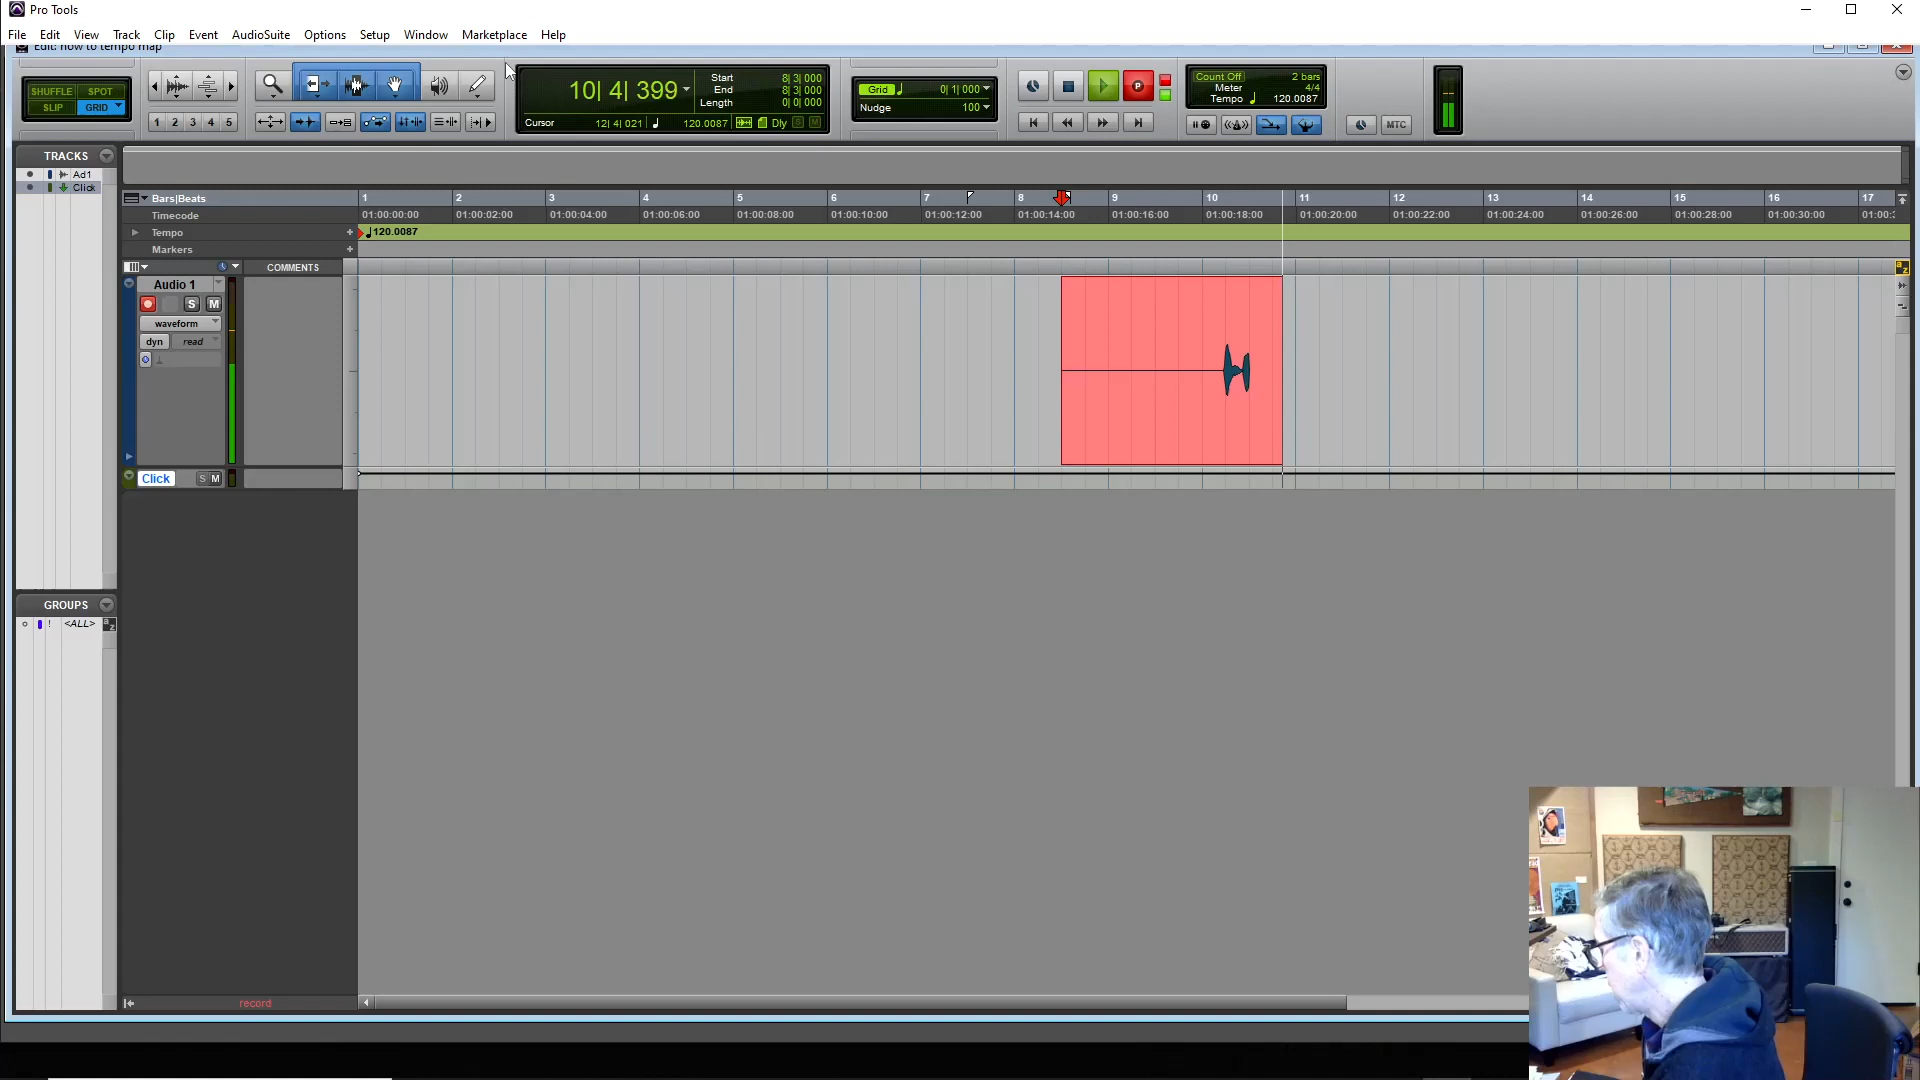 Pro Tools
File Edit View Track Clip Event AudioSuite Options Setup Window Marketplace Help
Edit: how to tempo map
SHUFFLE SPOT
SLIP GRID
1 2 3 4 5
10| 4| 399
Start 8| 3| 000
End 8| 3| 000
Length 0| 0| 000
Cursor 12| 4| 021 120.0087 Dly S M
Grid 0| 1| 000
Nudge 100
P
Count Off 2 bars
Meter 4/4
Tempo 120.0087
MTC
TRACKS
Ad1
Click
Bars|Beats 1 2 3 4 5 6 7 8 9 10 11 12 13 14 15 16 17
Timecode 01:00:00:00 01:00:02:00 01:00:04:00 01:00:06:00 01:00:08:00 01:00:10:00 01:00:12:00 01:00:14:00 01:00:16:00 01:00:18:00 01:00:20:00 01:00:22:00 01:00:24:00 01:00:26:00 01:00:28:00 01:00:30:00 01:00:
Tempo + 120.0087
Markers +
COMMENTS
a z
Audio 1
S M
waveform
dyn read
Click S M
GROUPS
! <ALL> a z
record